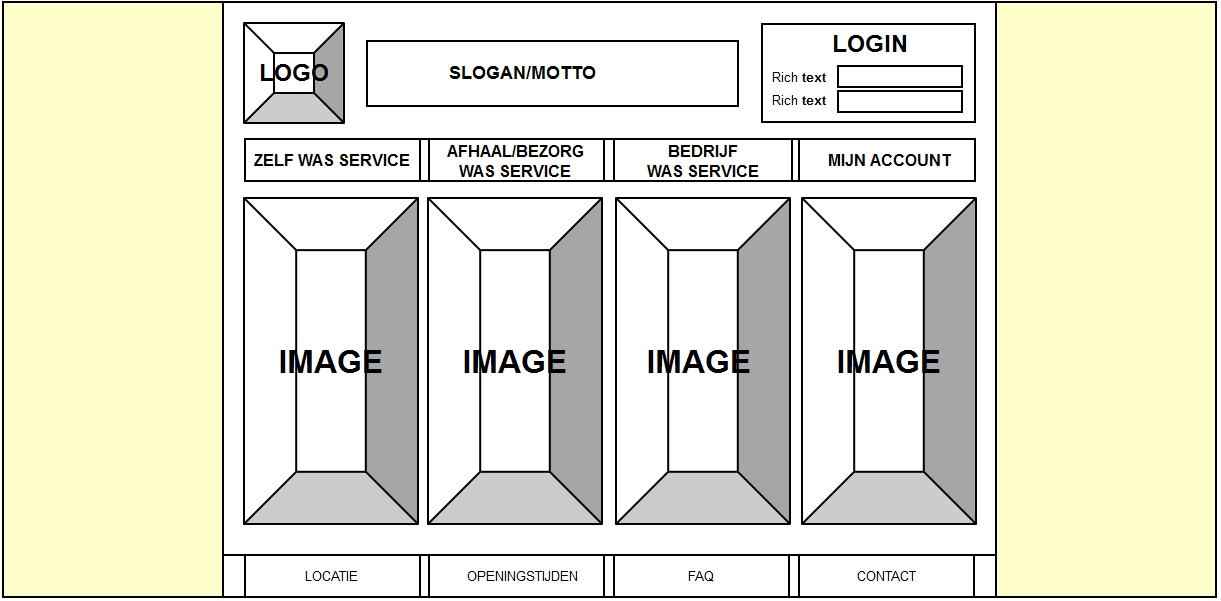 LOGO
SLOGAN/MOTTO
LOGIN
Rich text
Rich text
ZELF WAS SERVICE
AFHAAL/BEZORG
WAS SERVICE
BEDRIJF
WAS SERVICE
MIJN ACCOUNT
IMAGE
IMAGE
IMAGE
IMAGE
LOCATIE
OPENINGSTIJDEN
FAQ
CONTACT